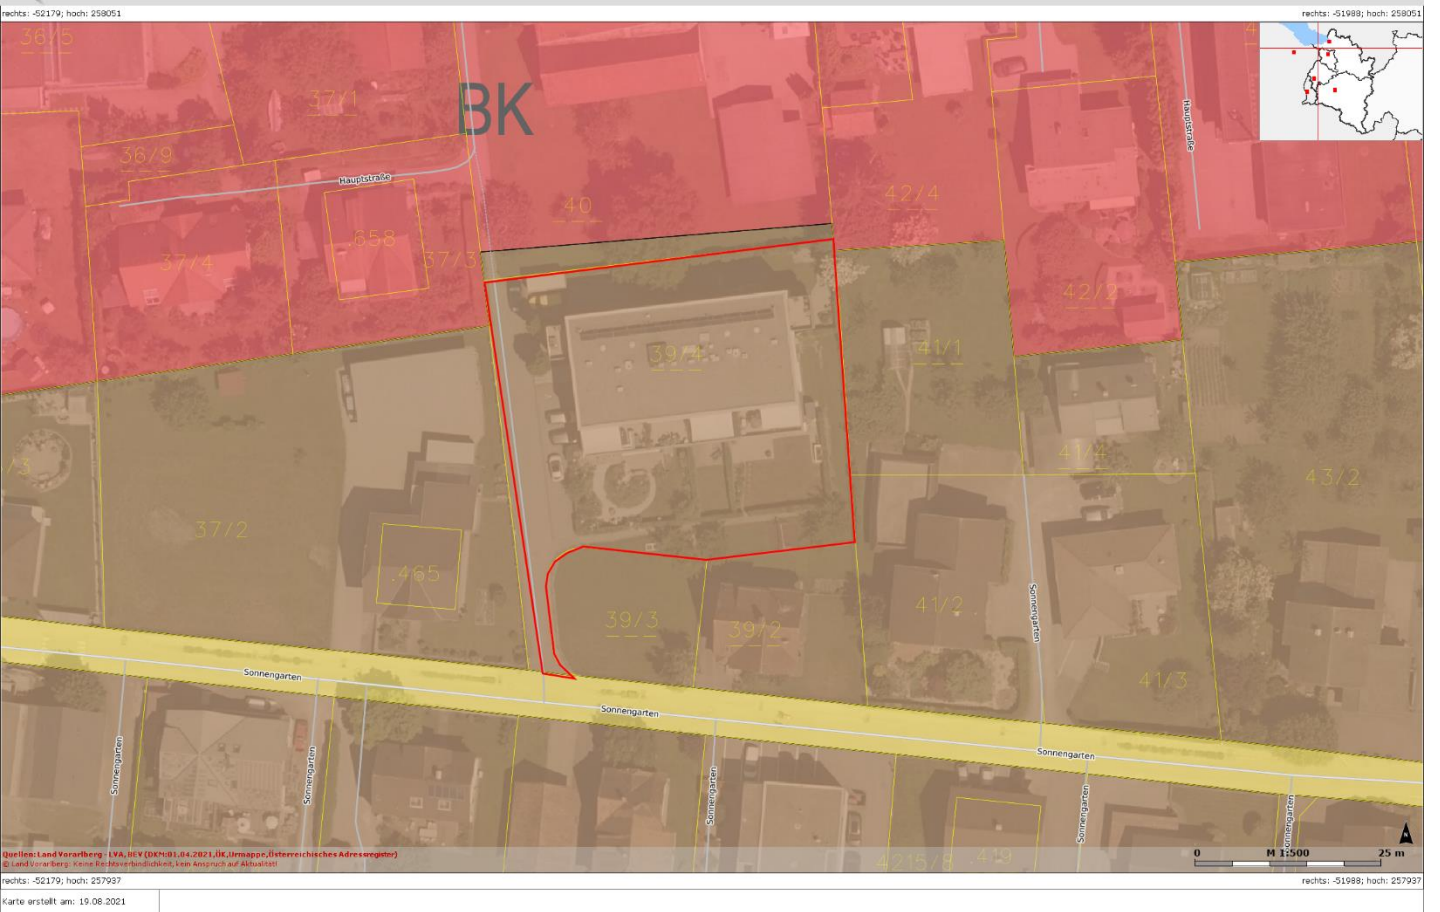 rechts: -52179; hoch: 258051
rechts: -51988; hoch: 258051
36/5
37/1
BK
Hauptstraße
36/9
Hauptstraße
40
42/4
.658
37/4
37/3
42/2
39/4
41/1
41/4
43/2
37/2
.465
39/3
39/2
41/2
Sonnengarten
41/3
Sonnengarten
Sonnengarten
Sonnengarten
Sonnengarten
Sonnengarten
Sonnengarten
Sonnengarten
Sonnengarten
Quellen: Land Vorarlberg - LVA, BEV (DKM:01.04.2021, ÖK, Urmappe, Österreichisches Adressregister)
© Land Vorarlberg: Keine Rechtsverbindlichkeit, kein Anspruch auf Aktualität!
4215/8
.419
0 M 1:500 25 m
rechts: -52179; hoch: 257937
rechts: -51988; hoch: 257937
Karte erstellt am: 19.08.2021